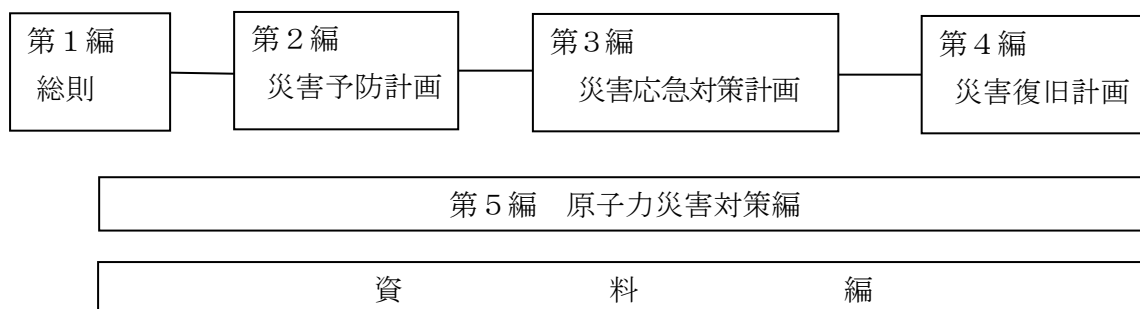 第１編
総則
第２編
災害予防計画
第３編
災害応急対策計画
第４編
災害復旧計画
第５編　原子力災害対策編
資　料　編